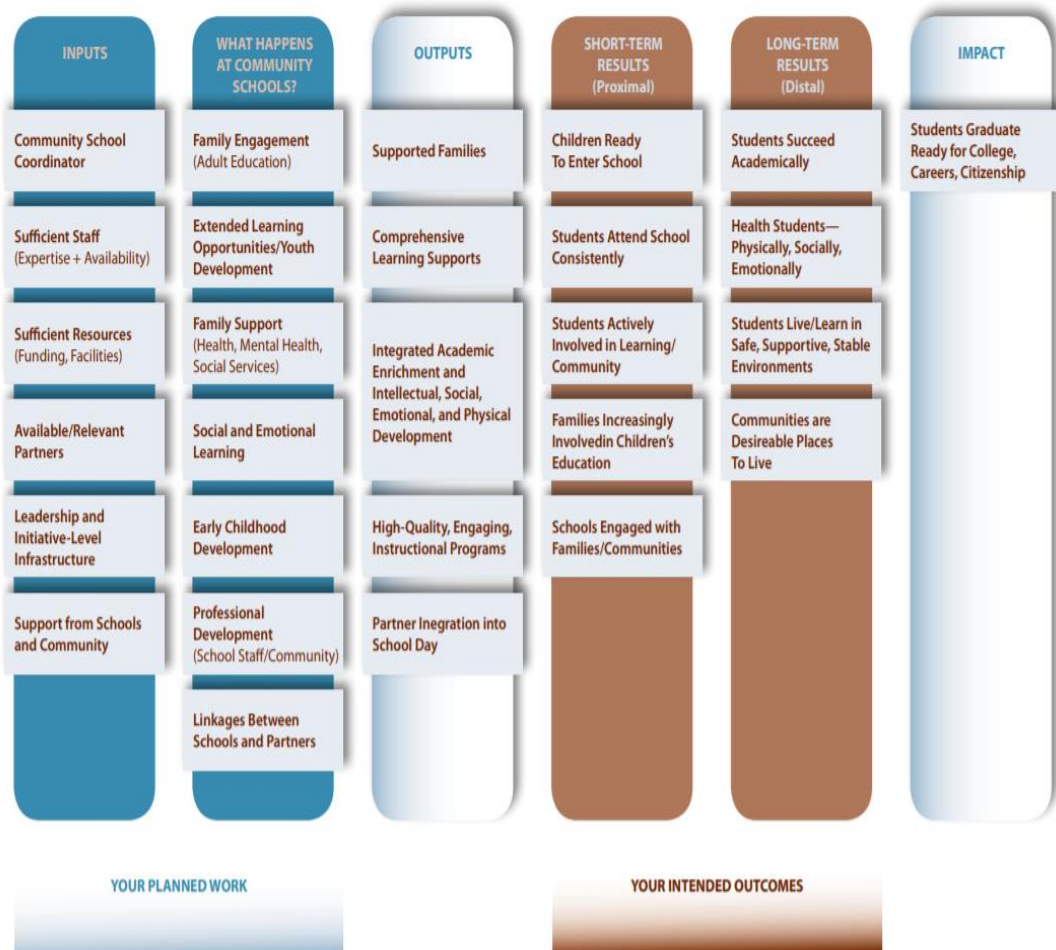 INPUTS
Community School
Coordinator
Sufficient Staff
(Expertise + Availability)
Sufficient Resources
(Funding, Facilities)
Available/Relevant
Partners
Leadership and
Initiative-Level
Infrastructure
Support from Schools
and Community
WHAT HAPPENS
AT COMMUNITY
SCHOOLS?
Family Engagement
(Adult Education)
Extended Learning
Opportunities/Youth
Development
Family Support
(Health, Mental Health,
Social Services)
Social and Emotional
Learning
Early Childhood
Development
Professional
Development
(School Staff/Community)
Linkages Between
Schools and Partners
OUTPUTS
Supported Families
Comprehensive
Learning Supports
Integrated Academic
Enrichment and
Intellectual, Social,
Emotional, and Physical
Development
High-Quality, Engaging,
Instructional Programs
Partner Inegration into
School Day
SHORT-TERM
RESULTS
(Proximal)
Children Ready
To Enter School
Students Attend School
Consistently
Students Actively
Involved in Learning/
Community
Families Increasingly
Involvedin Children's
Education
Schools Engaged with
Families/Communities
LONG-TERM
RESULTS
(Distal)
Students Succeed
Academically
Health Students—
Physically, Socially,
Emotionally
Students Live/Learn in
Safe, Supportive, Stable
Environments
Communities are
Desireable Places
To Live
IMPACT
Students Graduate
Ready for College,
Careers, Citizenship
YOUR PLANNED WORK
YOUR INTENDED OUTCOMES